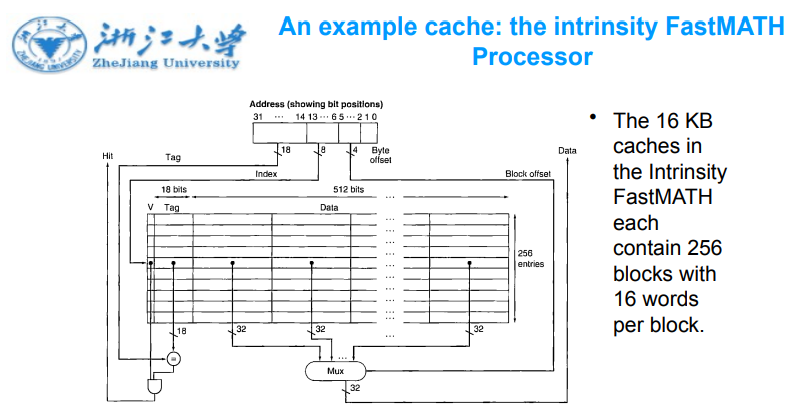 浙江大学
ZheJiang University
An example cache: the intrinsity FastMATH
Processor
Address (showing bit positions)
31 ··· 14 13 ··· 6 5 ··· 2 1 0
18
8
4
Byte
offset
Hit
Tag
Data
Index
Block offset
18 bits
512 bits
...
V
Tag
Data
...
...
...
256
entries
...
...
...
18
32
32
32
=
...
Mux
32
• The 16 KB
caches in
the Intrinsity
FastMATH
each
contain 256
blocks with
16 words
per block.